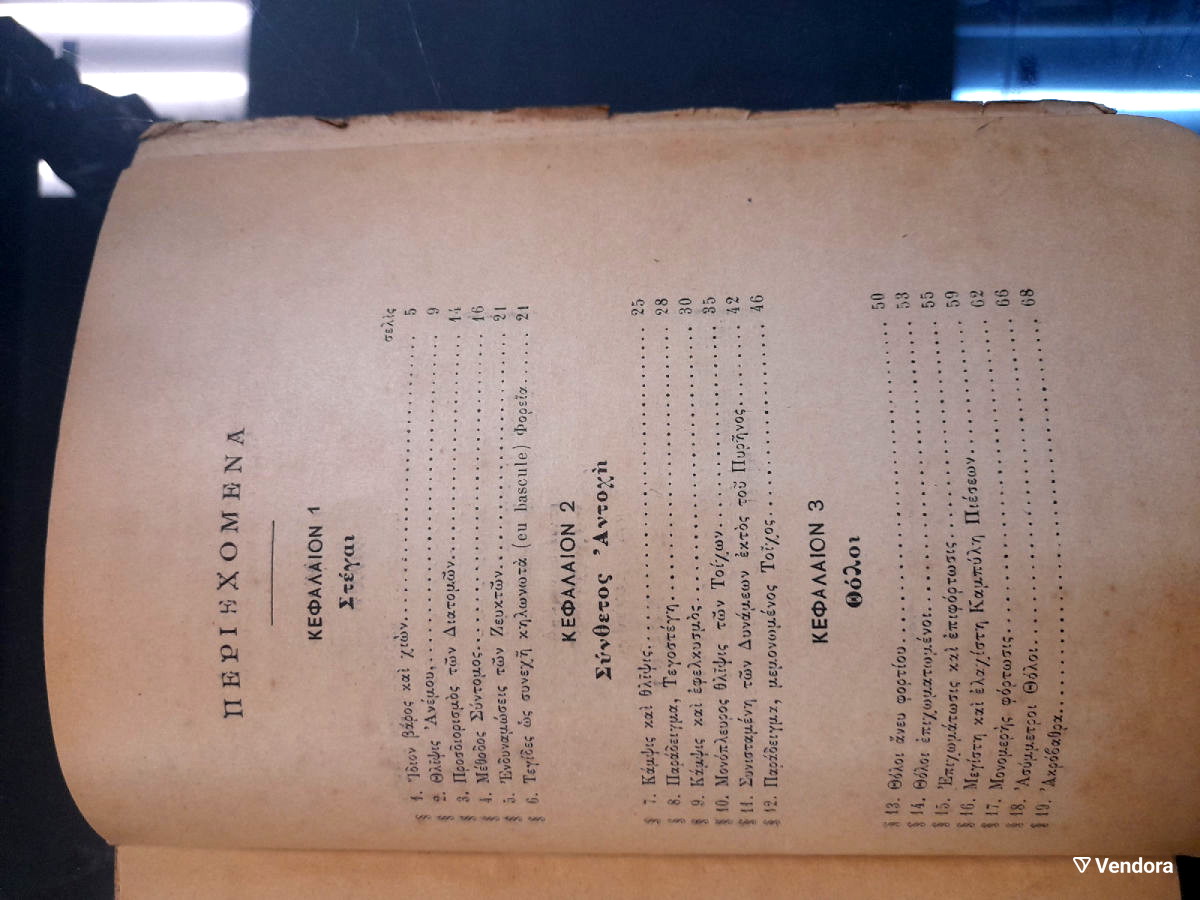 ΠΕΡΙΕΧΟΜΕΝΑ
ΚΕΦΑΛΑΙΟΝ 1
Στέγαι
σελὶς
§ 1. Ἴδιον βάρος καὶ χιὼν. . . . . . . . . . 5
§ 2. Θλῖψις Ἀνέμου. . . . . . . . . . 9
§ 3. Προσδιορισμὸς τῶν Διατομῶν. . . . . . . . . . 14
§ 4. Μέθοδος Σύντομος. . . . . . . . . . 16
§ 5. Ἐνδυναμώσεις τῶν Ζευκτῶν. . . . . . . . . . 21
§ 6. Τεγίδες ὡς συνεχῆ κηλωνωτὰ (eu bascule) Φορεῖα. . . . . 21
ΚΕΦΑΛΑΙΟΝ 2
Σύνθετος Ἀντοχὴ
§ 7. Κάμψις καὶ θλῖψις. . . . . . . . . . 25
§ 8. Παράδειγμα, Τεγοστέγη. . . . . . . . . . 28
§ 9. Κάμψις καὶ ἐφελκυσμὸς. . . . . . . . . . 30
§ 10. Μονόπλευρος θλῖψις τῶν Τοίχων. . . . . . . . . . 35
§ 11. Συνισταμένη τῶν Δυνάμεων ἐκτὸς τοῦ Πυρῆνος. . . . . 42
§ 12. Παράδειγμα, μεμονωμένος Τοῖχος. . . . . . . . . . 46
ΚΕΦΑΛΑΙΟΝ 3
Θόλοι
§ 13. Θόλοι ἄνευ φορτίου. . . . . . . . . . 50
§ 14. Θόλοι ἐπιχωματωμένοι. . . . . . . . . . 53
§ 15. Ἐπιχωμάτωσις καὶ ἐπιφόρτωσις. . . . . . . . . . 55
§ 16. Μεγίστη καὶ ἐλαχίστη Καμπύλη Πιέσεων. . . . . . . . . . 59
§ 17. Μονομερὴς φόρτωσις. . . . . . . . . . 62
§ 18. Ἀσύμμετροι Θόλοι. . . . . . . . . . 66
§ 19. Ἀκρόβαθρα. . . . . . . . . . 68
Vendora